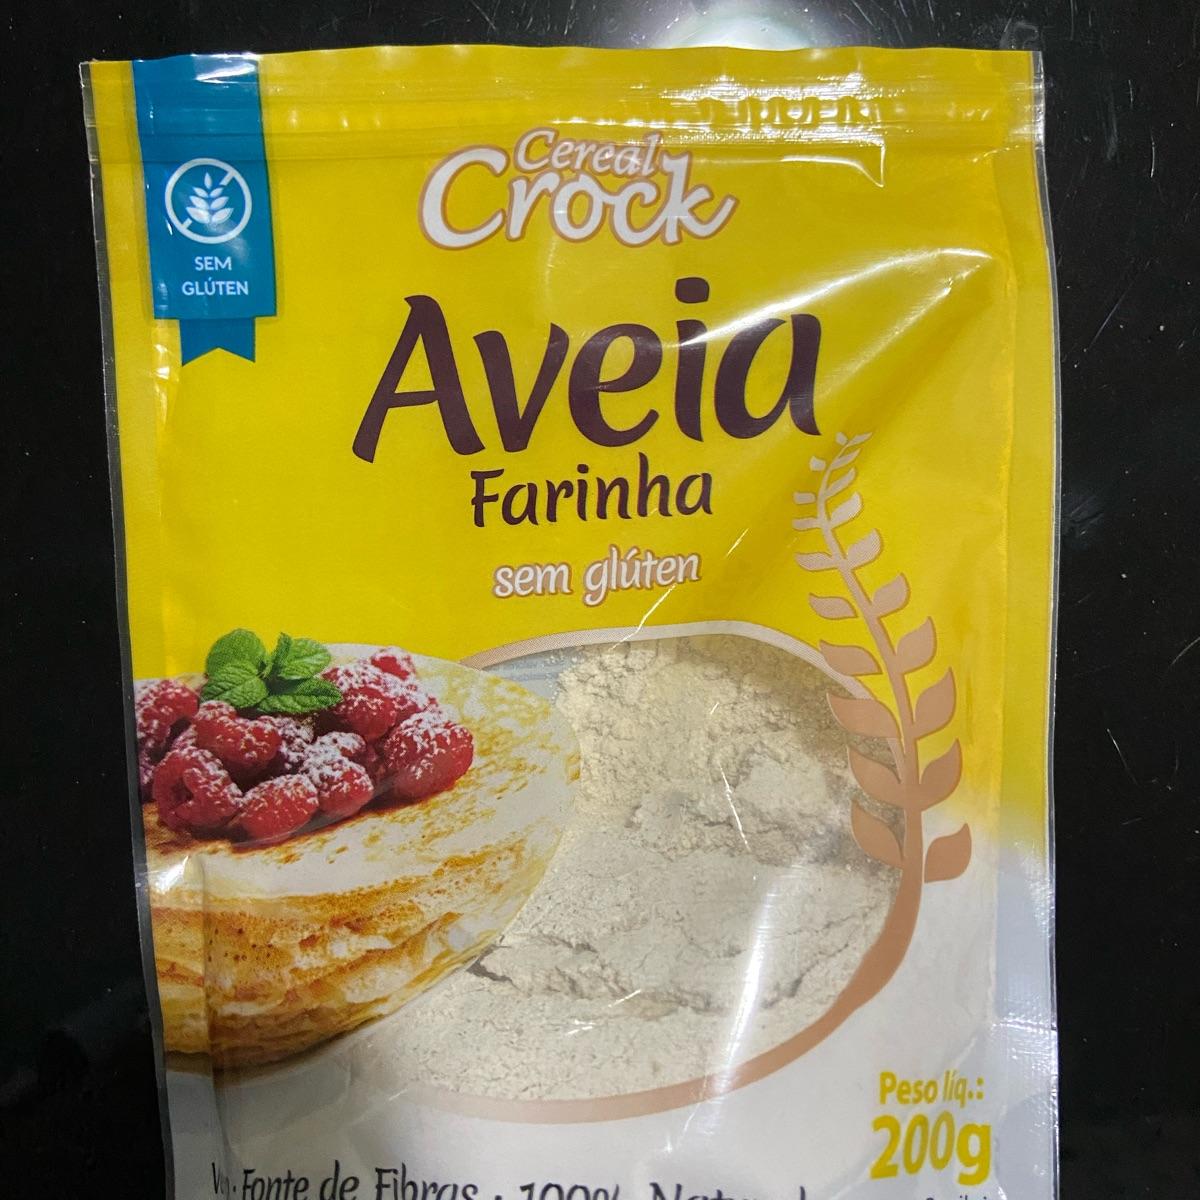 Cereal
Crock
SEM
GLÚTEN
Aveia
Farinha
sem glúten
Peso líq.:
200g
Fonte de Fibras · 100%